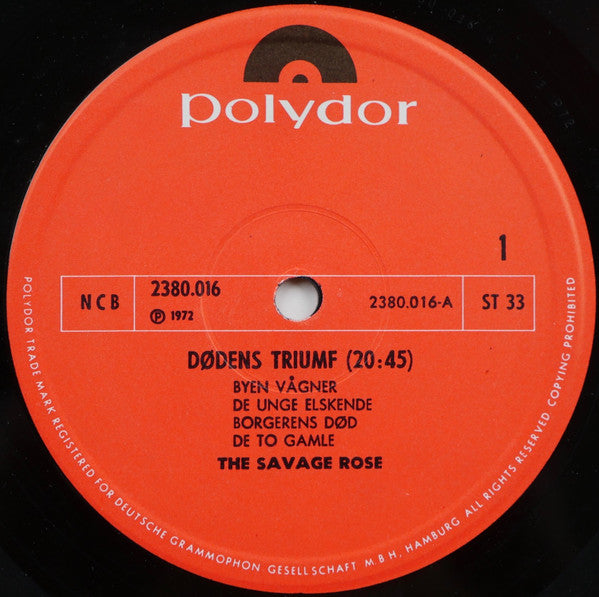 polydor
1
NCB
2380.016
℗ 1972
2380.016-A
ST 33
DØDENS TRIUMF (20:45)
BYEN VÅGNER
DE UNGE ELSKENDE
BORGERENS DØD
DE TO GAMLE
THE SAVAGE ROSE
POLYDOR TRADE MARK REGISTERED FOR DEUTSCHE GRAMMOPHON GESELLSCHAFT M.B.H. HAMBURG ALL RIGHTS RESERVED COPYING PROHIBITED